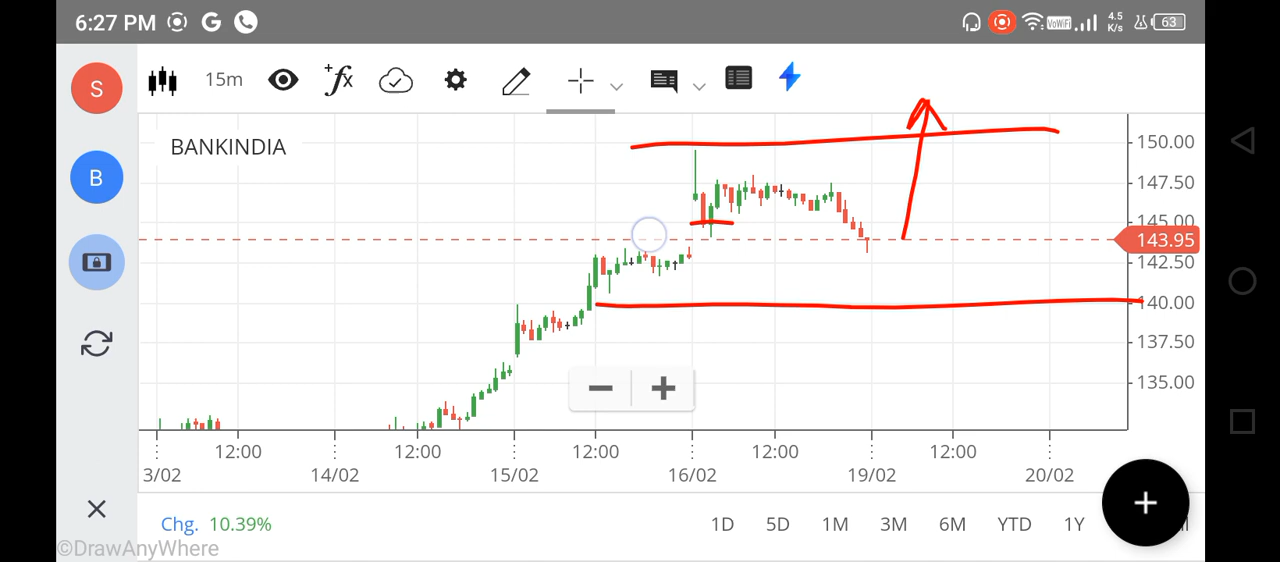 6:27 PM G VoWiFi 4.5 K/s 63
S 15m +fx
BANKINDIA
150.00
147.50
B
145.00
143.95
142.50
140.00
137.50
135.00
12:00 12:00 12:00 12:00 12:00
3/02 14/02 15/02 16/02 19/02 20/02
Chg. 10.39% 1D 5D 1M 3M 6M YTD 1Y
©DrawAnyWhere